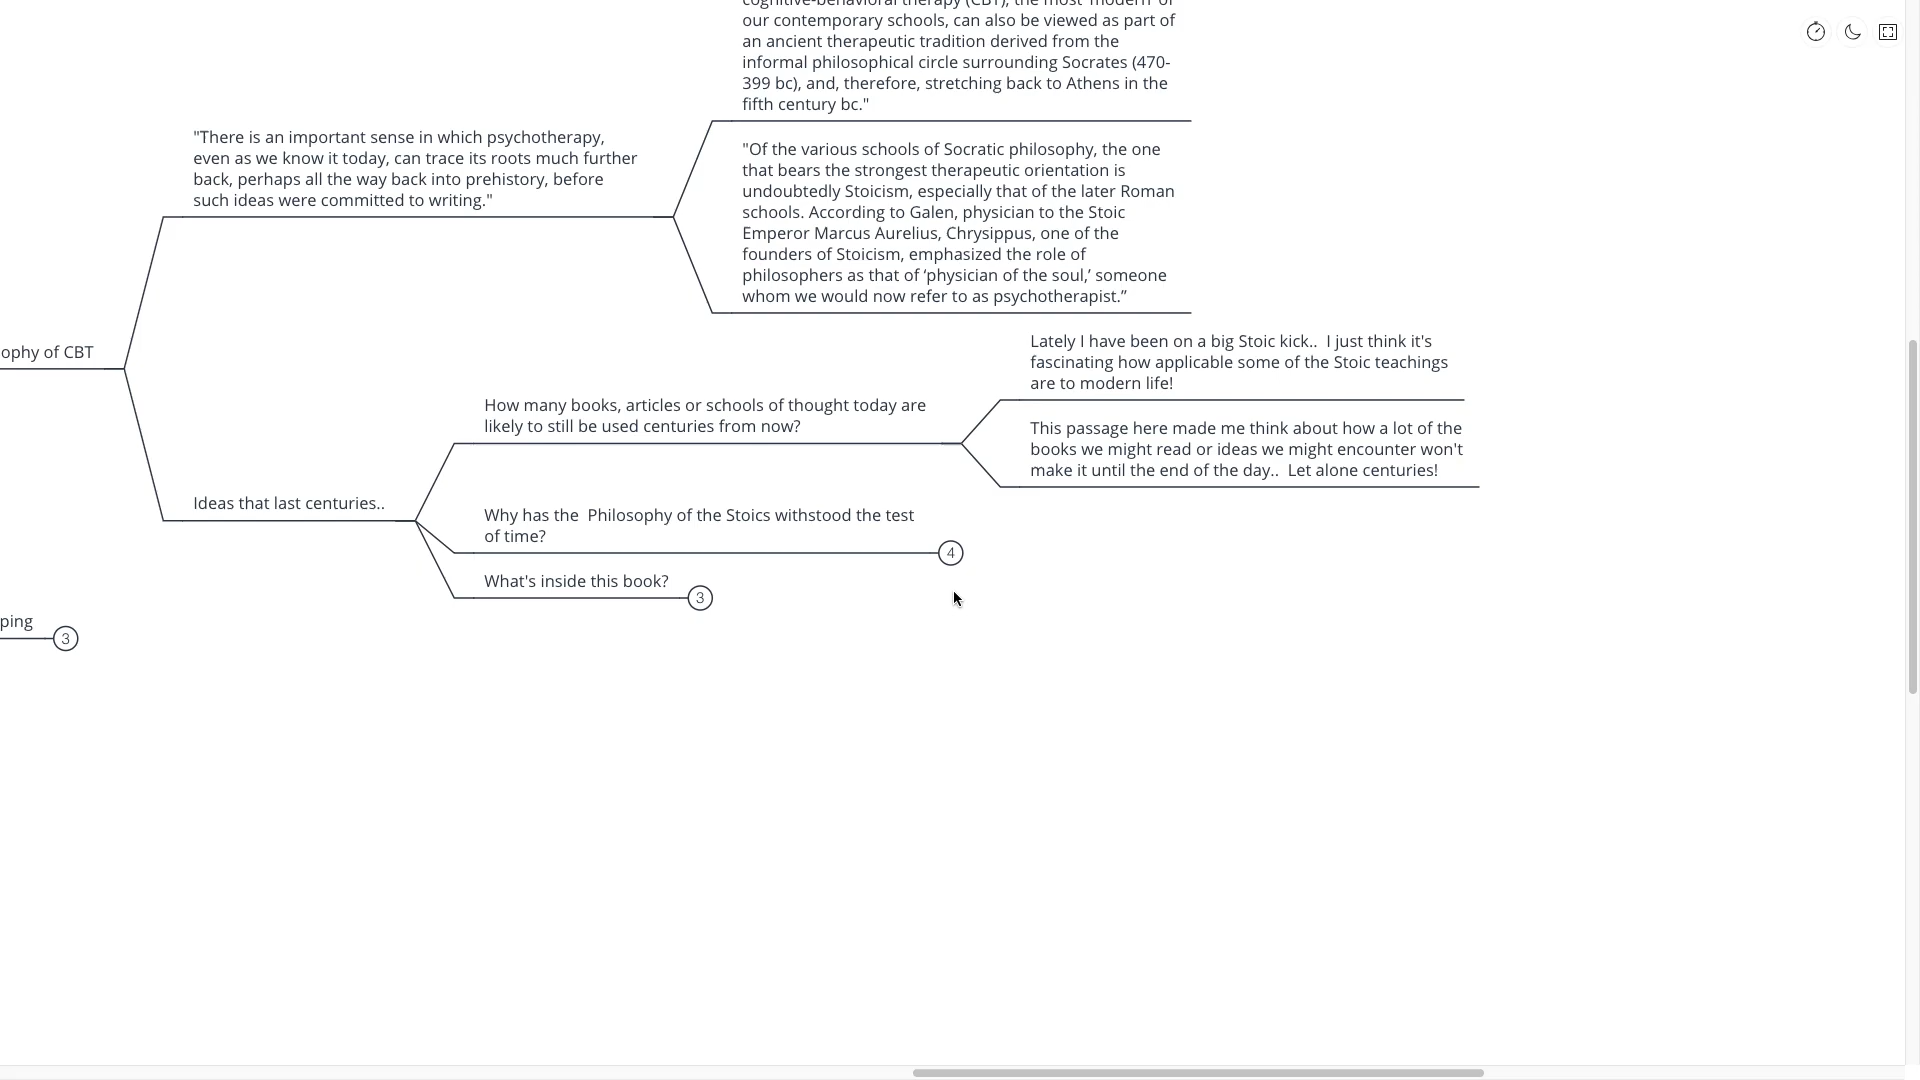 our contemporary schools, can also be viewed as part of
an ancient therapeutic tradition derived from the
informal philosophical circle surrounding Socrates (470-
399 bc), and, therefore, stretching back to Athens in the
fifth century bc."
"There is an important sense in which psychotherapy,
even as we know it today, can trace its roots much further
back, perhaps all the way back into prehistory, before
such ideas were committed to writing."
"Of the various schools of Socratic philosophy, the one
that bears the strongest therapeutic orientation is
undoubtedly Stoicism, especially that of the later Roman
schools. According to Galen, physician to the Stoic
Emperor Marcus Aurelius, Chrysippus, one of the
founders of Stoicism, emphasized the role of
philosophers as that of ‘physician of the soul,’ someone
whom we would now refer to as psychotherapist.”
ophy of CBT
Lately I have been on a big Stoic kick..  I just think it's
fascinating how applicable some of the Stoic teachings
are to modern life!
How many books, articles or schools of thought today are
likely to still be used centuries from now?
This passage here made me think about how a lot of the
books we might read or ideas we might encounter won't
make it until the end of the day..  Let alone centuries!
Ideas that last centuries..
Why has the  Philosophy of the Stoics withstood the test
of time?
4
What's inside this book?
3
ping
3